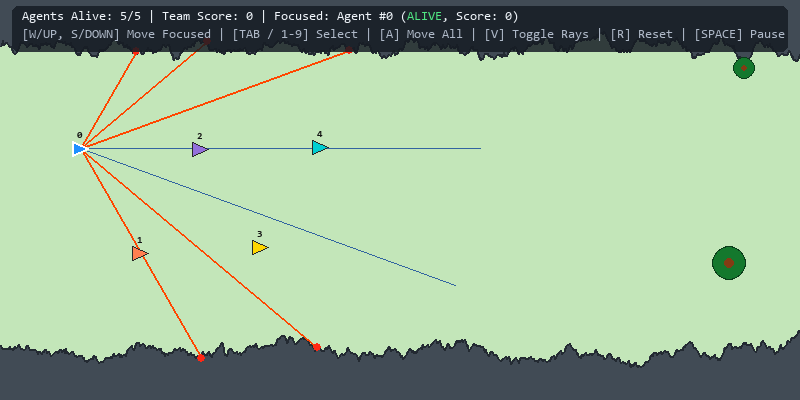 Agents Alive: 5/5 | Team Score: 0 | Focused: Agent #0 (ALIVE, Score: 0)
[W/UP, S/DOWN] Move Focused | [TAB / 1-9] Select | [A] Move All | [V] Toggle Rays | [R] Reset | [SPACE] Pause
0
2
4
1
3